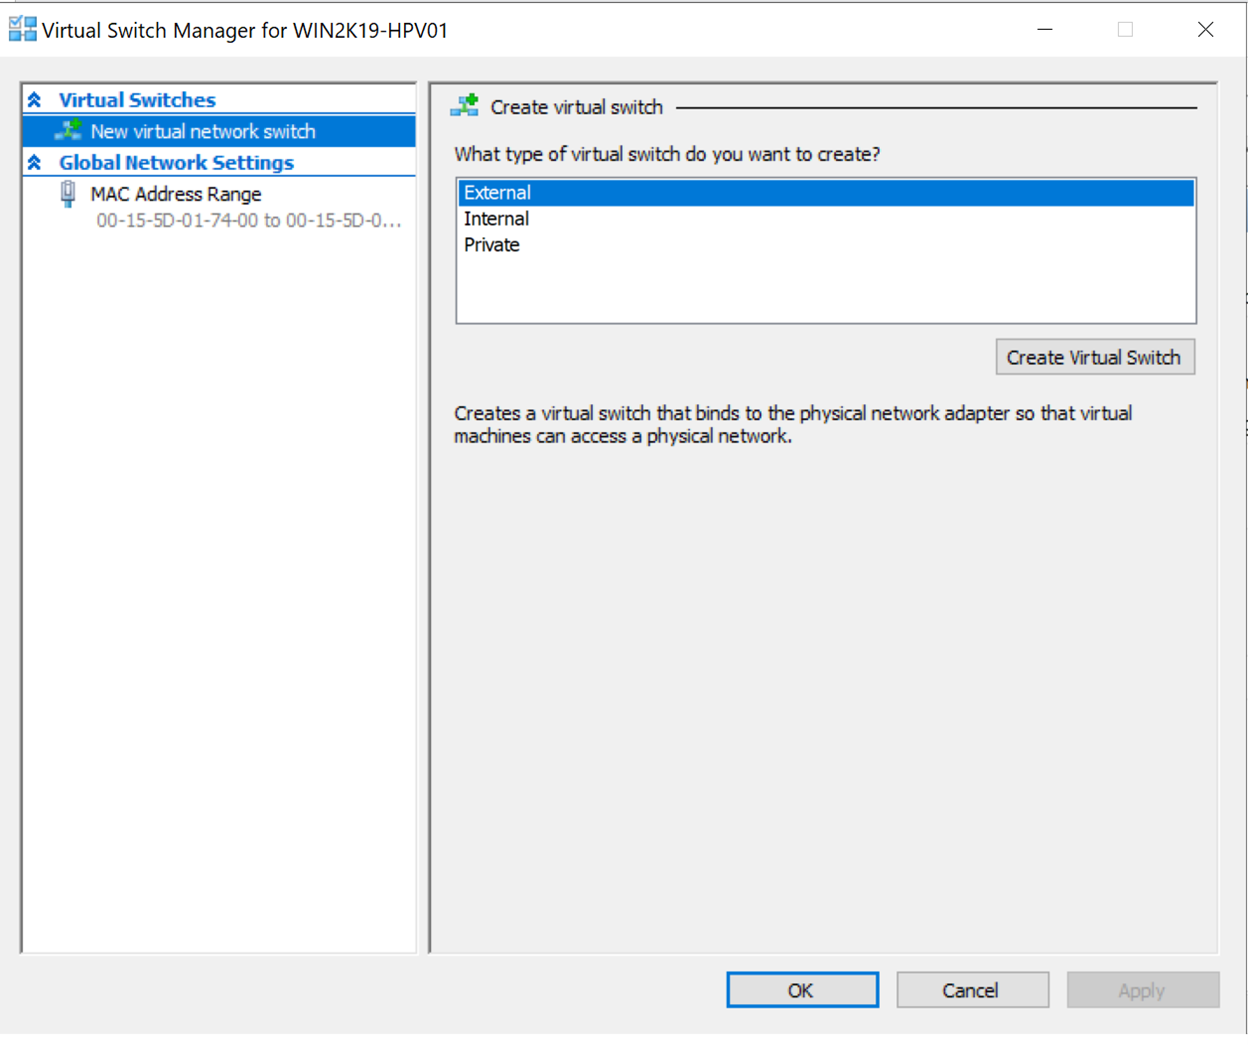 Virtual Switch Manager for WIN2K19-HPV01
Virtual Switches
New virtual network switch
Global Network Settings
MAC Address Range
00-15-5D-01-74-00 to 00-15-5D-0...
Create virtual switch
What type of virtual switch do you want to create?
External
Internal
Private
Create Virtual Switch
Creates a virtual switch that binds to the physical network adapter so that virtual
machines can access a physical network.
OK
Cancel
Apply